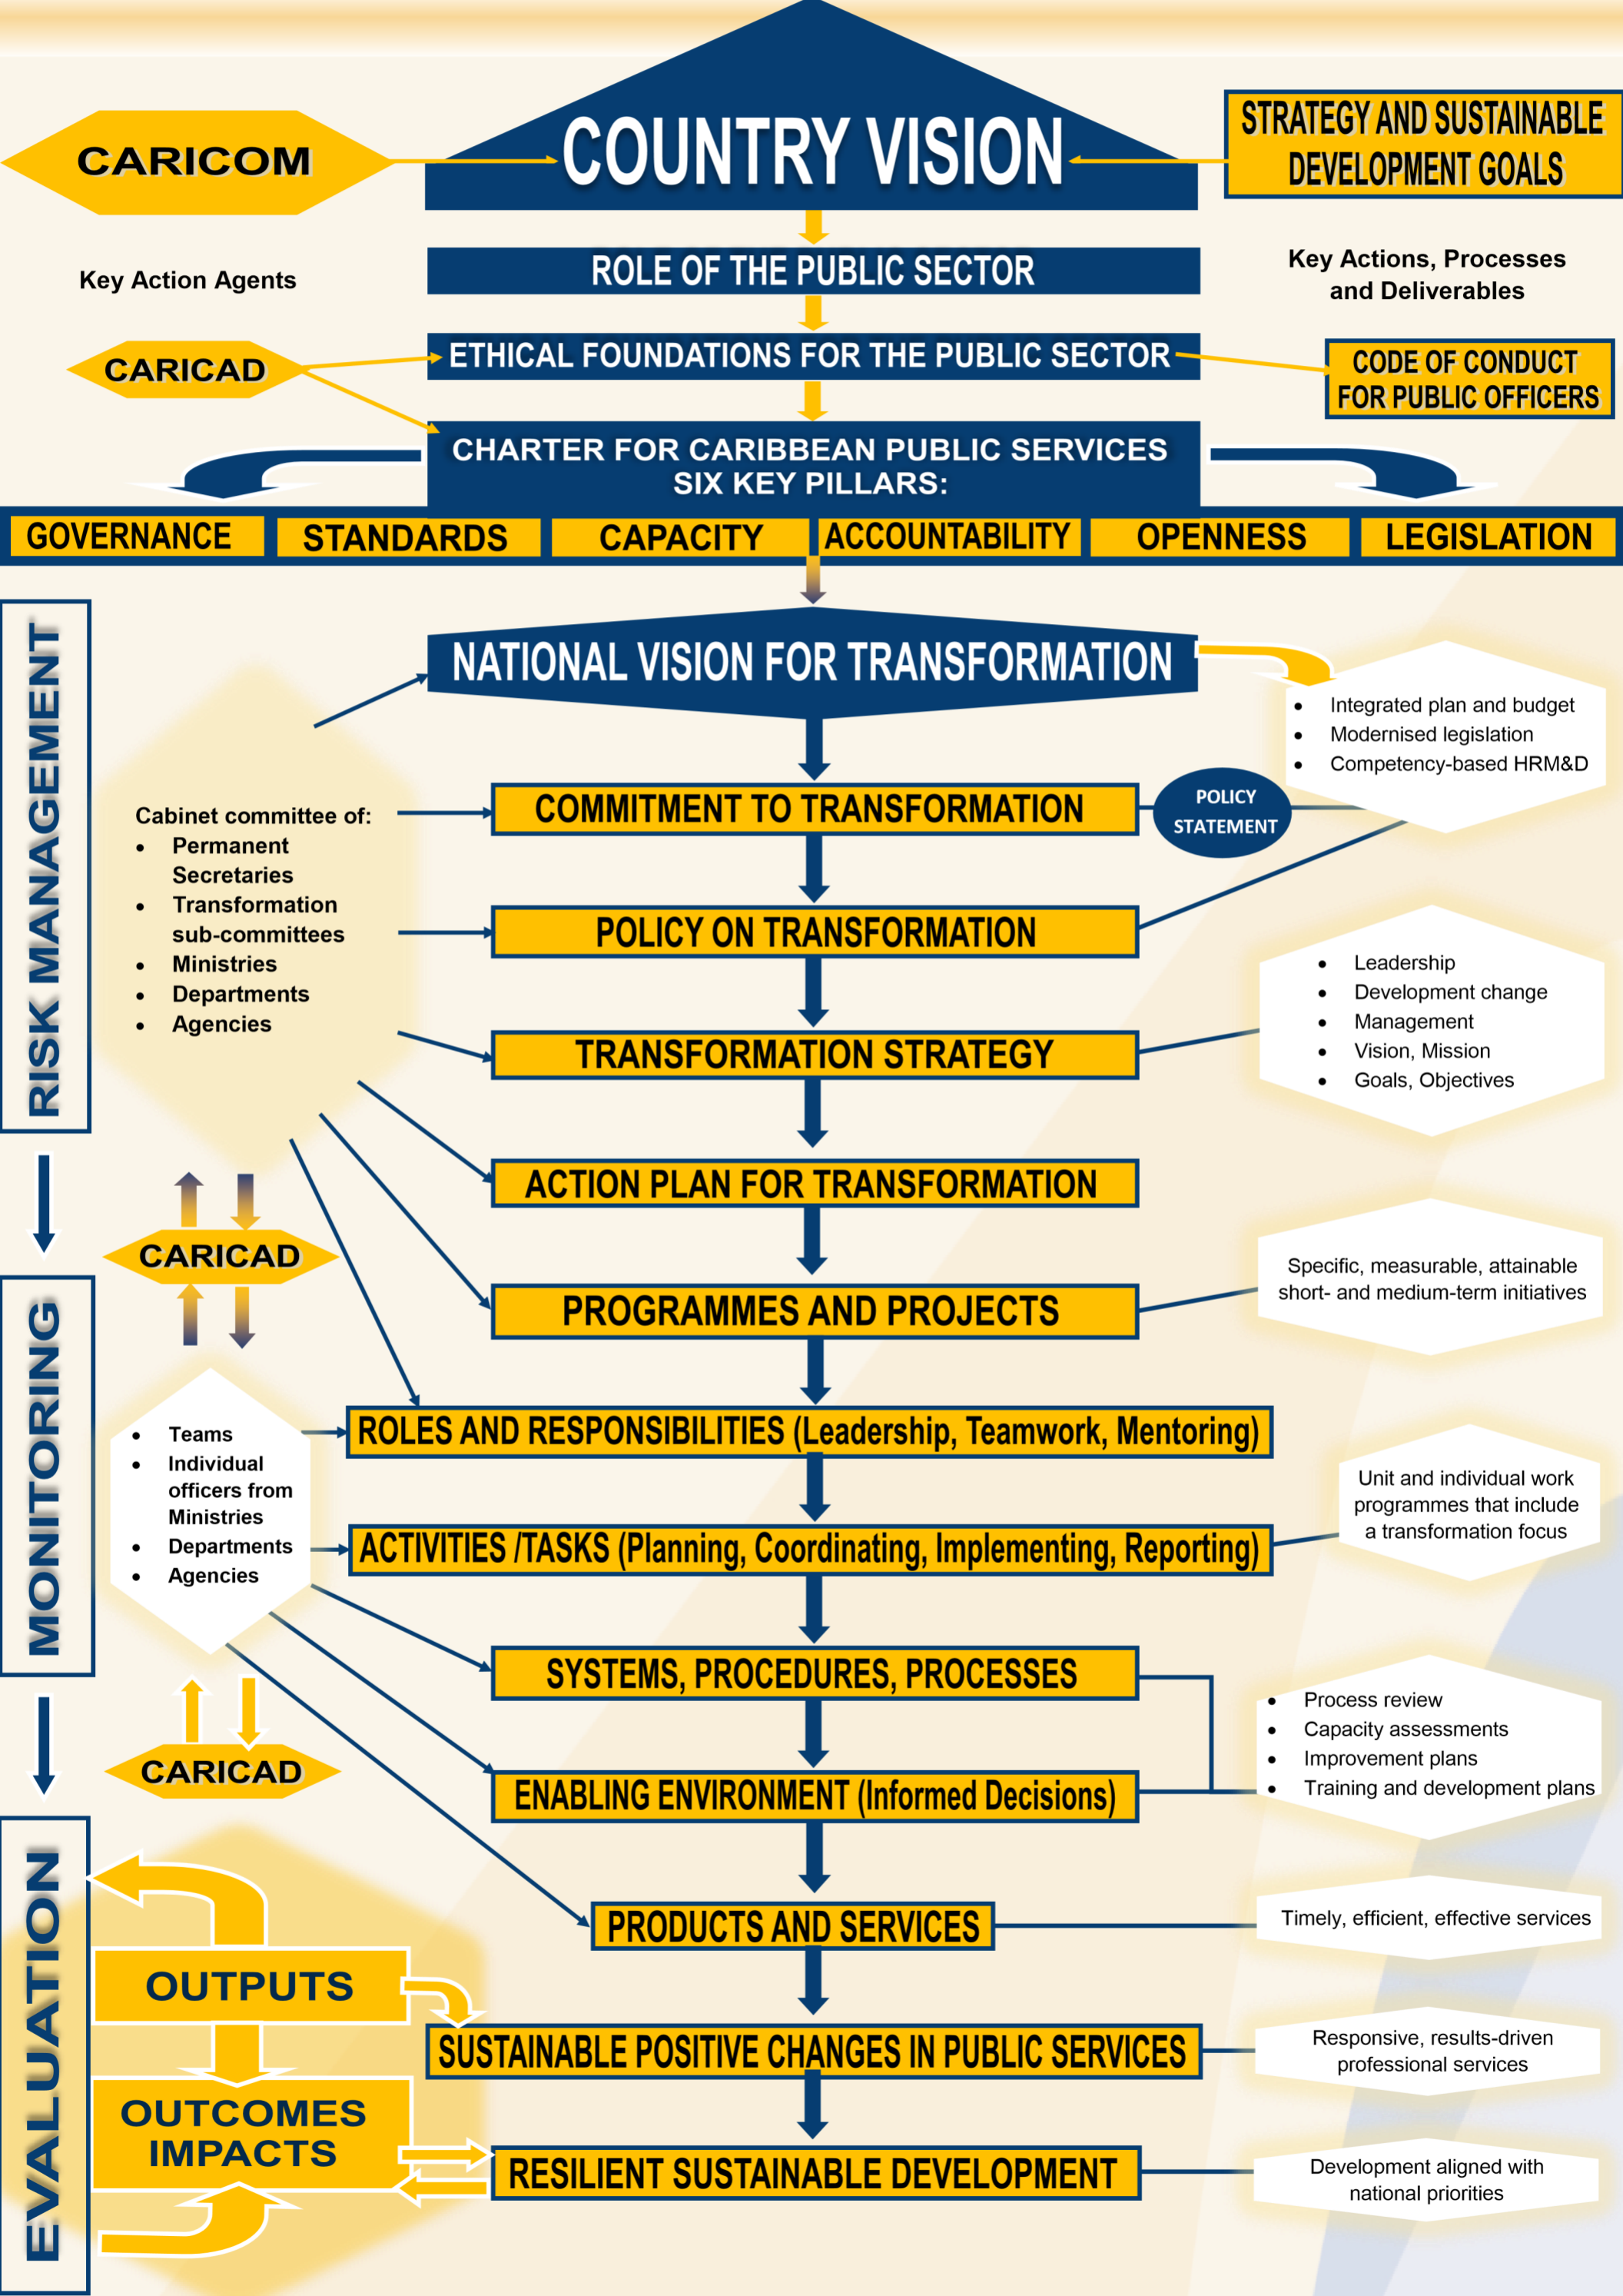 COUNTRY VISION
CARICOM
STRATEGY AND SUSTAINABLE
DEVELOPMENT GOALS
Key Action Agents
ROLE OF THE PUBLIC SECTOR
Key Actions, Processes
and Deliverables
CARICAD
ETHICAL FOUNDATIONS FOR THE PUBLIC SECTOR
CODE OF CONDUCT
FOR PUBLIC OFFICERS
CHARTER FOR CARIBBEAN PUBLIC SERVICES
SIX KEY PILLARS:
GOVERNANCE
STANDARDS
CAPACITY
ACCOUNTABILITY
OPENNESS
LEGISLATION
RISK MANAGEMENT
NATIONAL VISION FOR TRANSFORMATION
• Integrated plan and budget
• Modernised legislation
• Competency-based HRM&D
Cabinet committee of:
• Permanent
Secretaries
• Transformation
sub-committees
• Ministries
• Departments
• Agencies
COMMITMENT TO TRANSFORMATION
POLICY
STATEMENT
POLICY ON TRANSFORMATION
TRANSFORMATION STRATEGY
• Leadership
• Development change
• Management
• Vision, Mission
• Goals, Objectives
ACTION PLAN FOR TRANSFORMATION
CARICAD
PROGRAMMES AND PROJECTS
Specific, measurable, attainable
short- and medium-term initiatives
MONITORING
• Teams
• Individual
officers from
Ministries
• Departments
• Agencies
ROLES AND RESPONSIBILITIES (Leadership, Teamwork, Mentoring)
ACTIVITIES /TASKS (Planning, Coordinating, Implementing, Reporting)
Unit and individual work
programmes that include
a transformation focus
SYSTEMS, PROCEDURES, PROCESSES
• Process review
• Capacity assessments
• Improvement plans
• Training and development plans
CARICAD
ENABLING ENVIRONMENT (Informed Decisions)
EVALUATION
PRODUCTS AND SERVICES
Timely, efficient, effective services
OUTPUTS
SUSTAINABLE POSITIVE CHANGES IN PUBLIC SERVICES
Responsive, results-driven
professional services
OUTCOMES
IMPACTS
RESILIENT SUSTAINABLE DEVELOPMENT
Development aligned with
national priorities